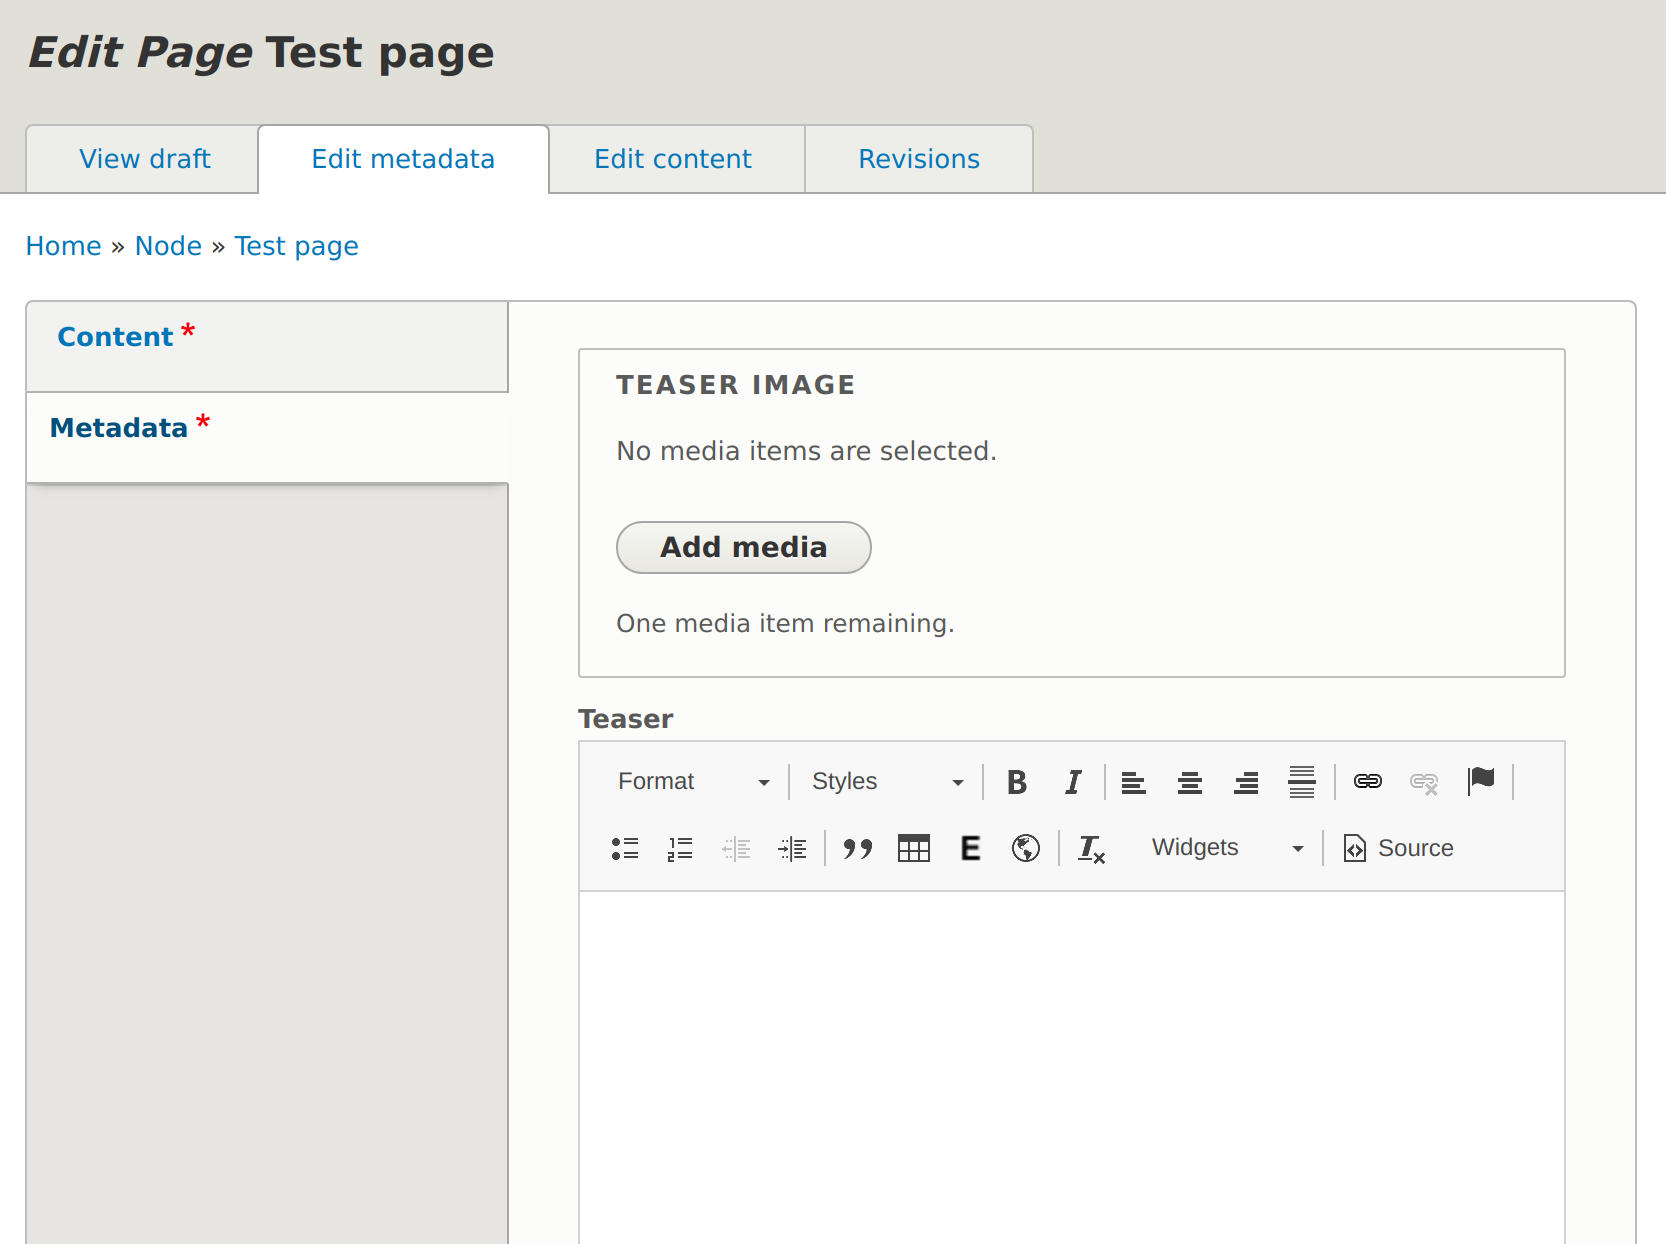 Edit Page Test page
View draft
Edit metadata
Edit content
Revisions
Home » Node » Test page
Content *
Metadata *
TEASER IMAGE
No media items are selected.
Add media
One media item remaining.
Teaser
Format
Styles
B I
E
Widgets
Source